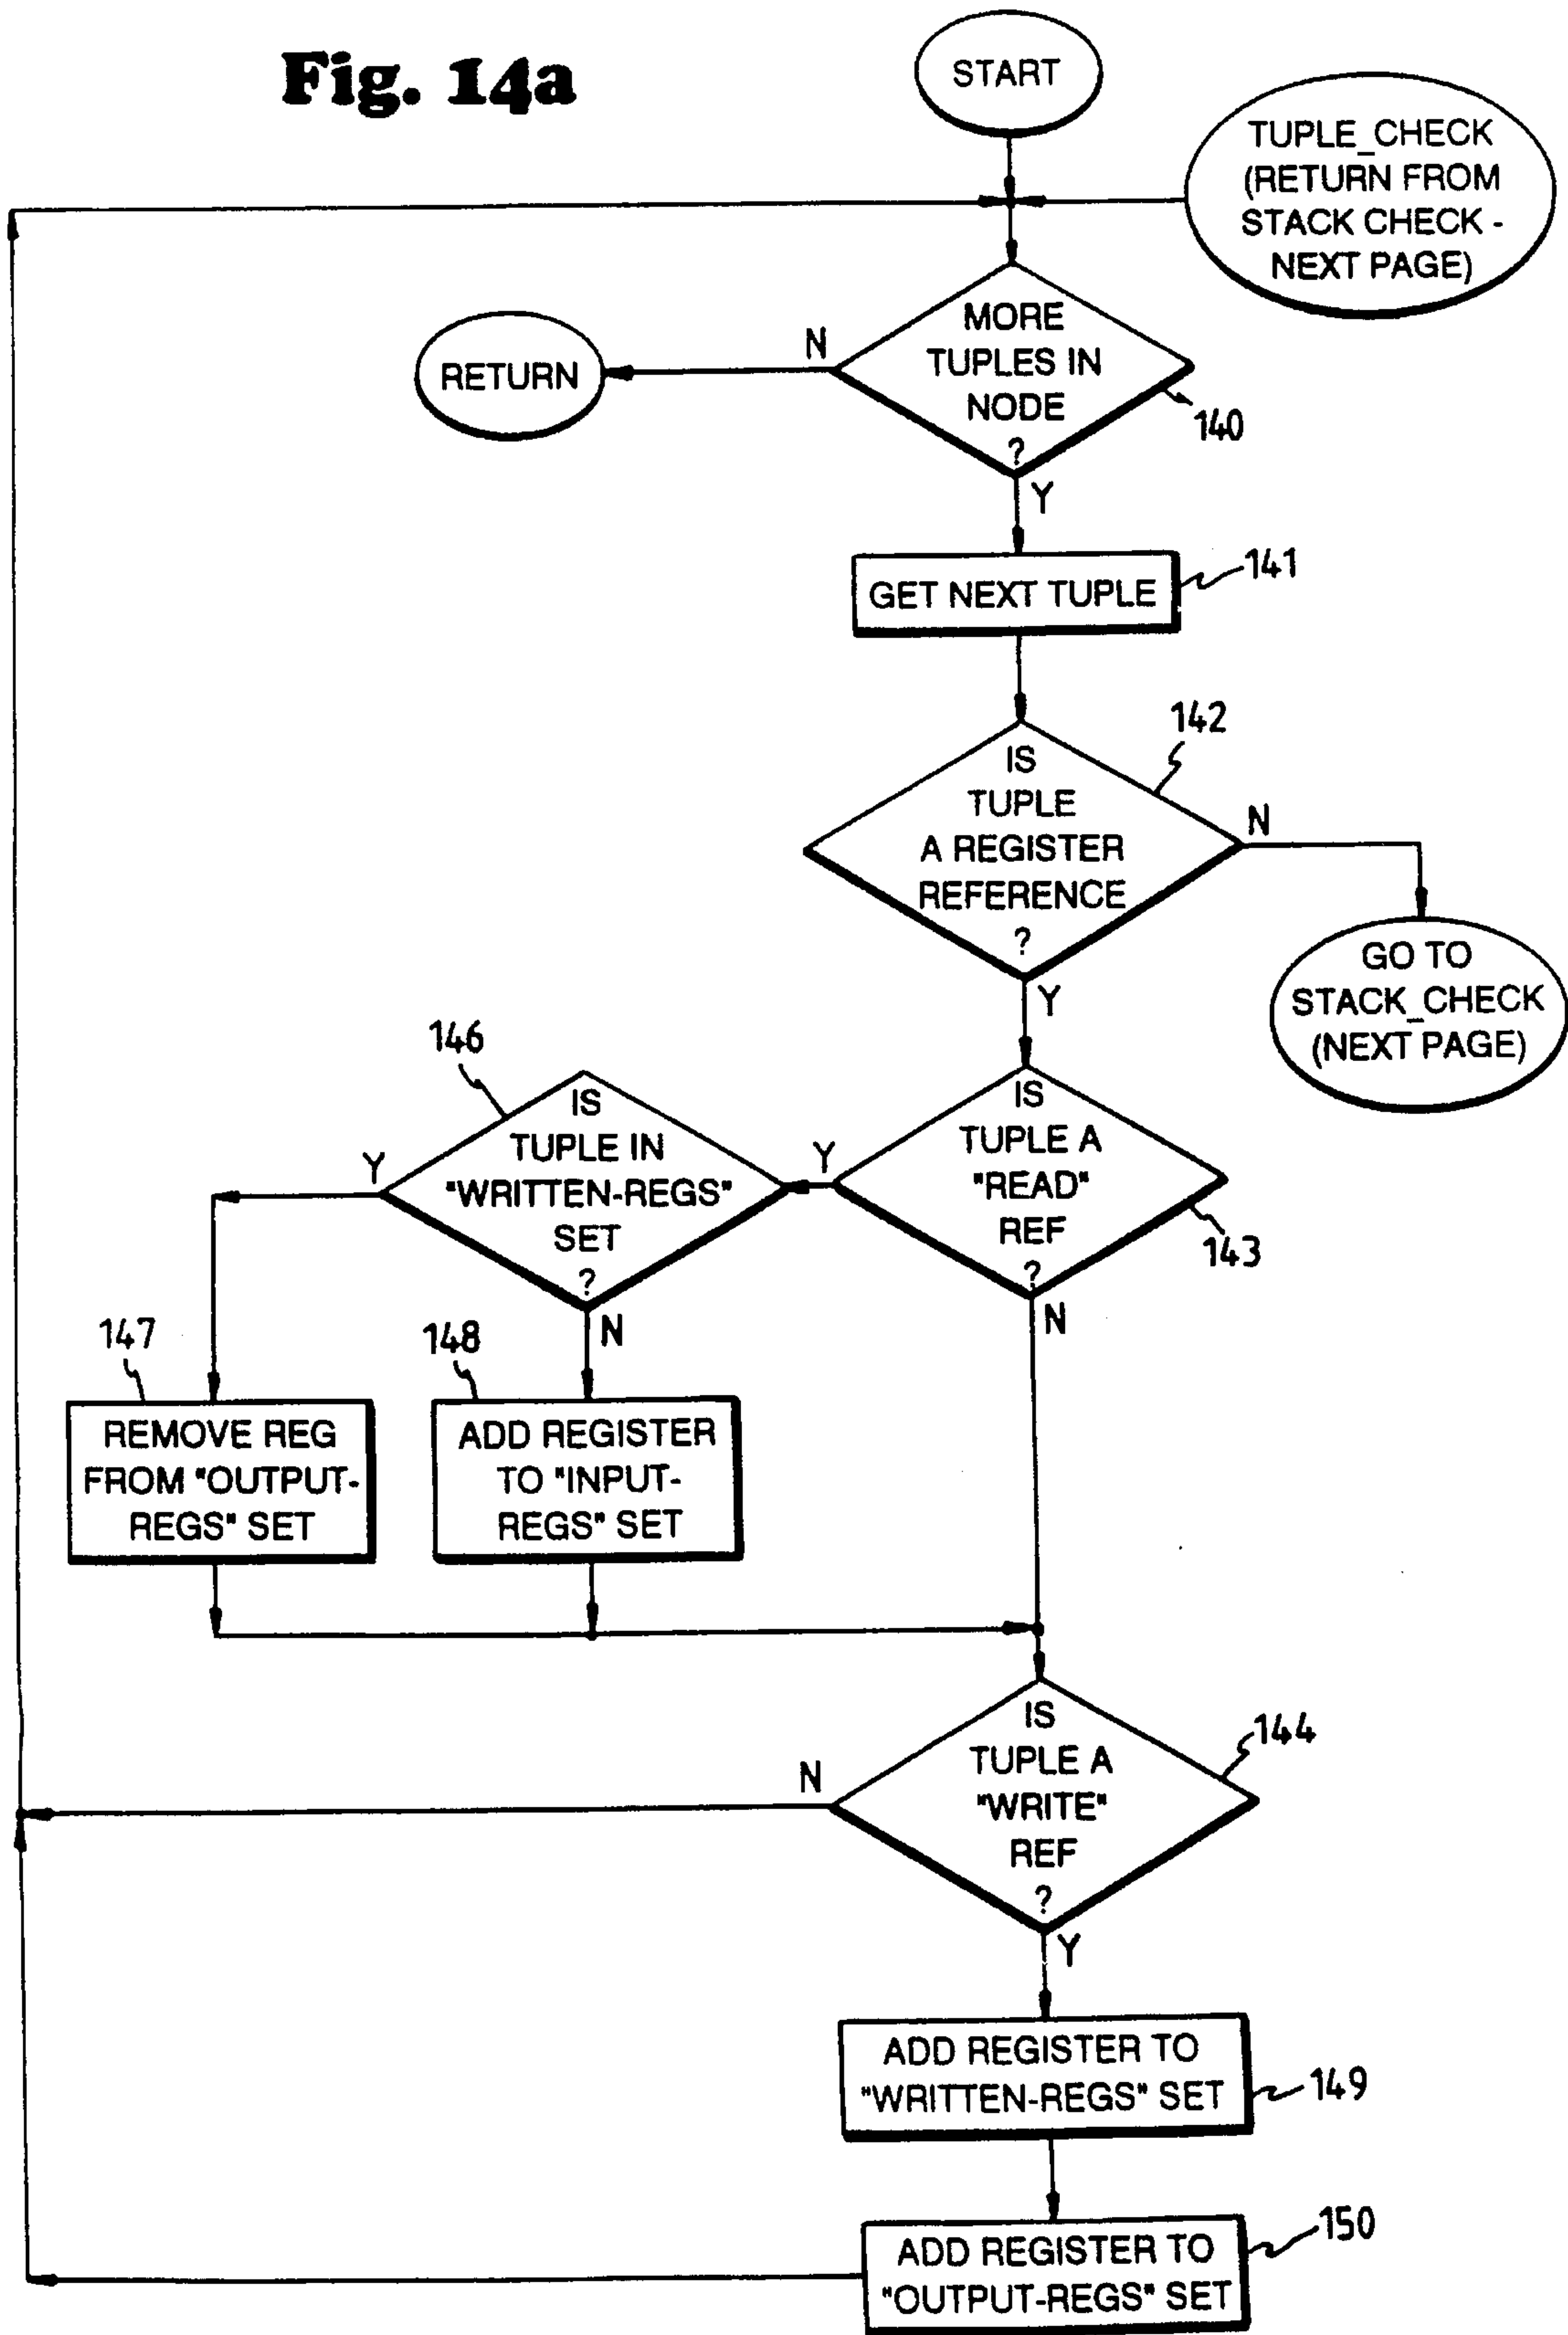 Fig. 14a
START
TUPLE_CHECK
(RETURN FROM
STACK CHECK -
NEXT PAGE)
MORE
TUPLES IN
NODE
?
140
N
RETURN
Y
GET NEXT TUPLE
141
142
IS
TUPLE
A REGISTER
REFERENCE
?
N
GO TO
STACK_CHECK
(NEXT PAGE)
Y
IS
TUPLE A
"READ"
REF
?
143
Y
146
IS
TUPLE IN
"WRITTEN-REGS"
SET
?
Y
N
N
147
REMOVE REG
FROM "OUTPUT-
REGS" SET
148
ADD REGISTER
TO "INPUT-
REGS" SET
IS
TUPLE A
"WRITE"
REF
?
144
N
Y
ADD REGISTER TO
"WRITTEN-REGS" SET
149
ADD REGISTER TO
"OUTPUT-REGS" SET
150